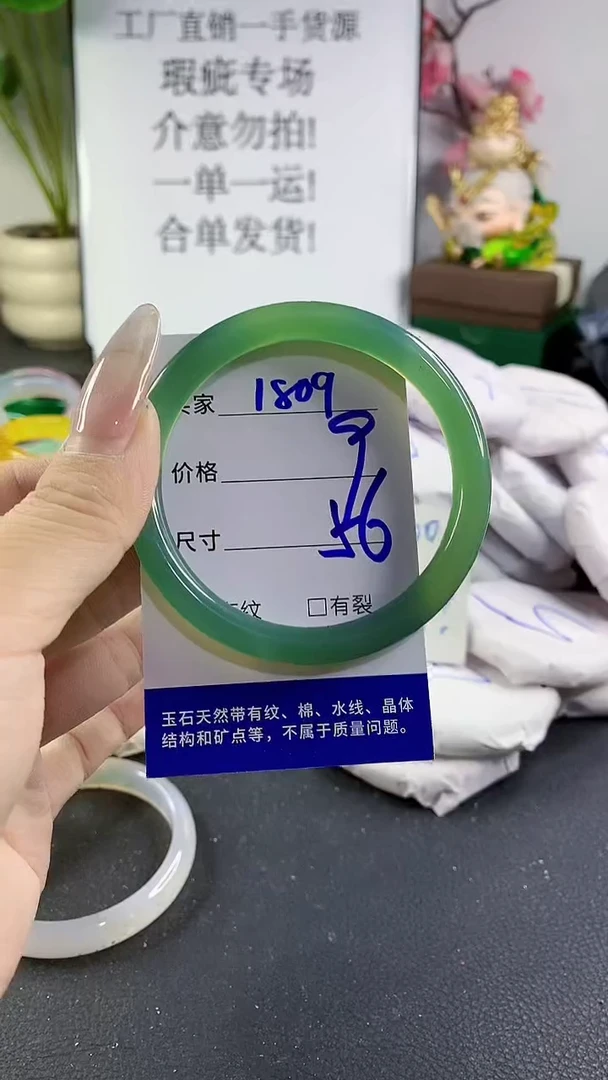 工厂直销一手货源
瑕疵专场
介意勿拍!
一单一运!
合单发货!
家 1809
价格
尺寸 56
纹 □有裂
玉石天然带有纹、棉、水线、晶体
结构和矿点等，不属于质量问题。